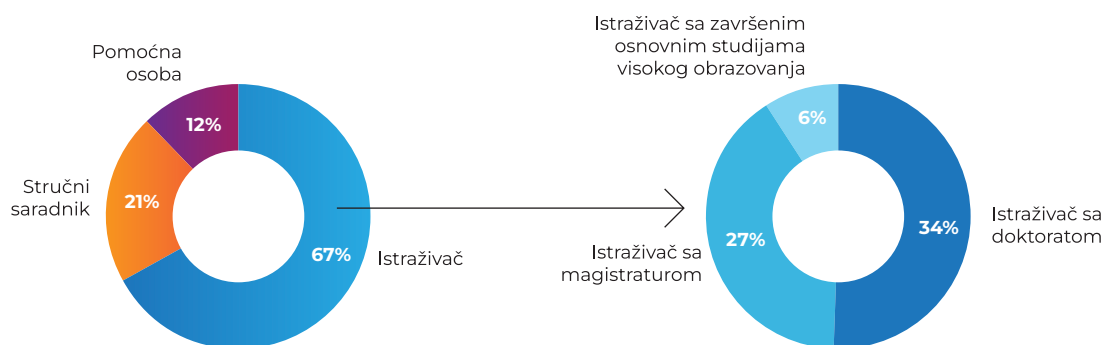 Pomoćna
osoba
12%
Stručni
saradnik
21%
67%
Istraživač
Istraživač sa završenim
osnovnim studijama
visokog obrazovanja
6%
27%
Istraživač sa
magistraturom
34%
Istraživač sa
doktoratom